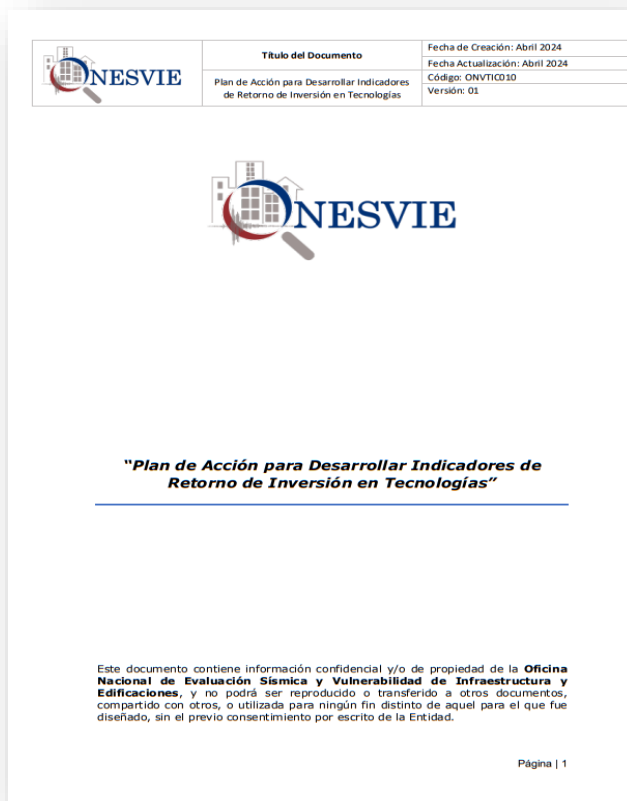 NESVIE
Título del Documento
Plan de Acción para Desarrollar Indicadores
de Retorno de Inversión en Tecnologías
Fecha de Creación: Abril 2024
Fecha Actualización: Abril 2024
Código: ONVTIC010
Versión: 01
NESVIE
“Plan de Acción para Desarrollar Indicadores de
Retorno de Inversión en Tecnologías”
Este documento contiene información confidencial y/o de propiedad de la Oficina
Nacional de Evaluación Sísmica y Vulnerabilidad de Infraestructura y
Edificaciones, y no podrá ser reproducido o transferido a otros documentos,
compartido con otros, o utilizada para ningún fin distinto de aquel para el que fue
diseñado, sin el previo consentimiento por escrito de la Entidad.
Página | 1